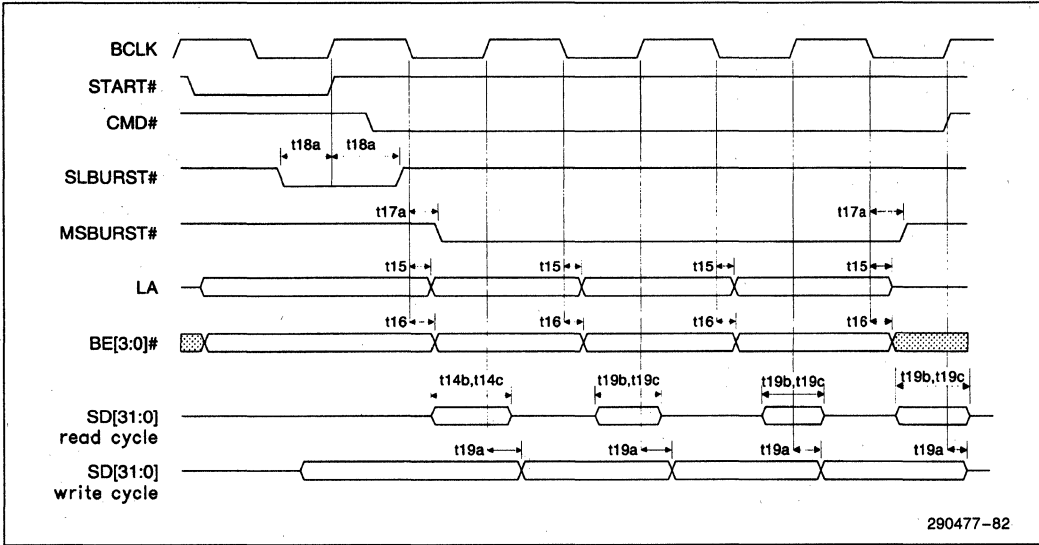 BCLK
START#
CMD#
t18a t18a
SLBURST#
t17a t17a
MSBURST#
t15 t15 t15 t15
LA
t16 t16 t16 t16
BE[3:0]#
t14b,t14c t19b,t19c t19b,t19c t19b,t19c
SD[31:0]
read cycle
t19a t19a t19a t19a
SD[31:0]
write cycle
290477-82